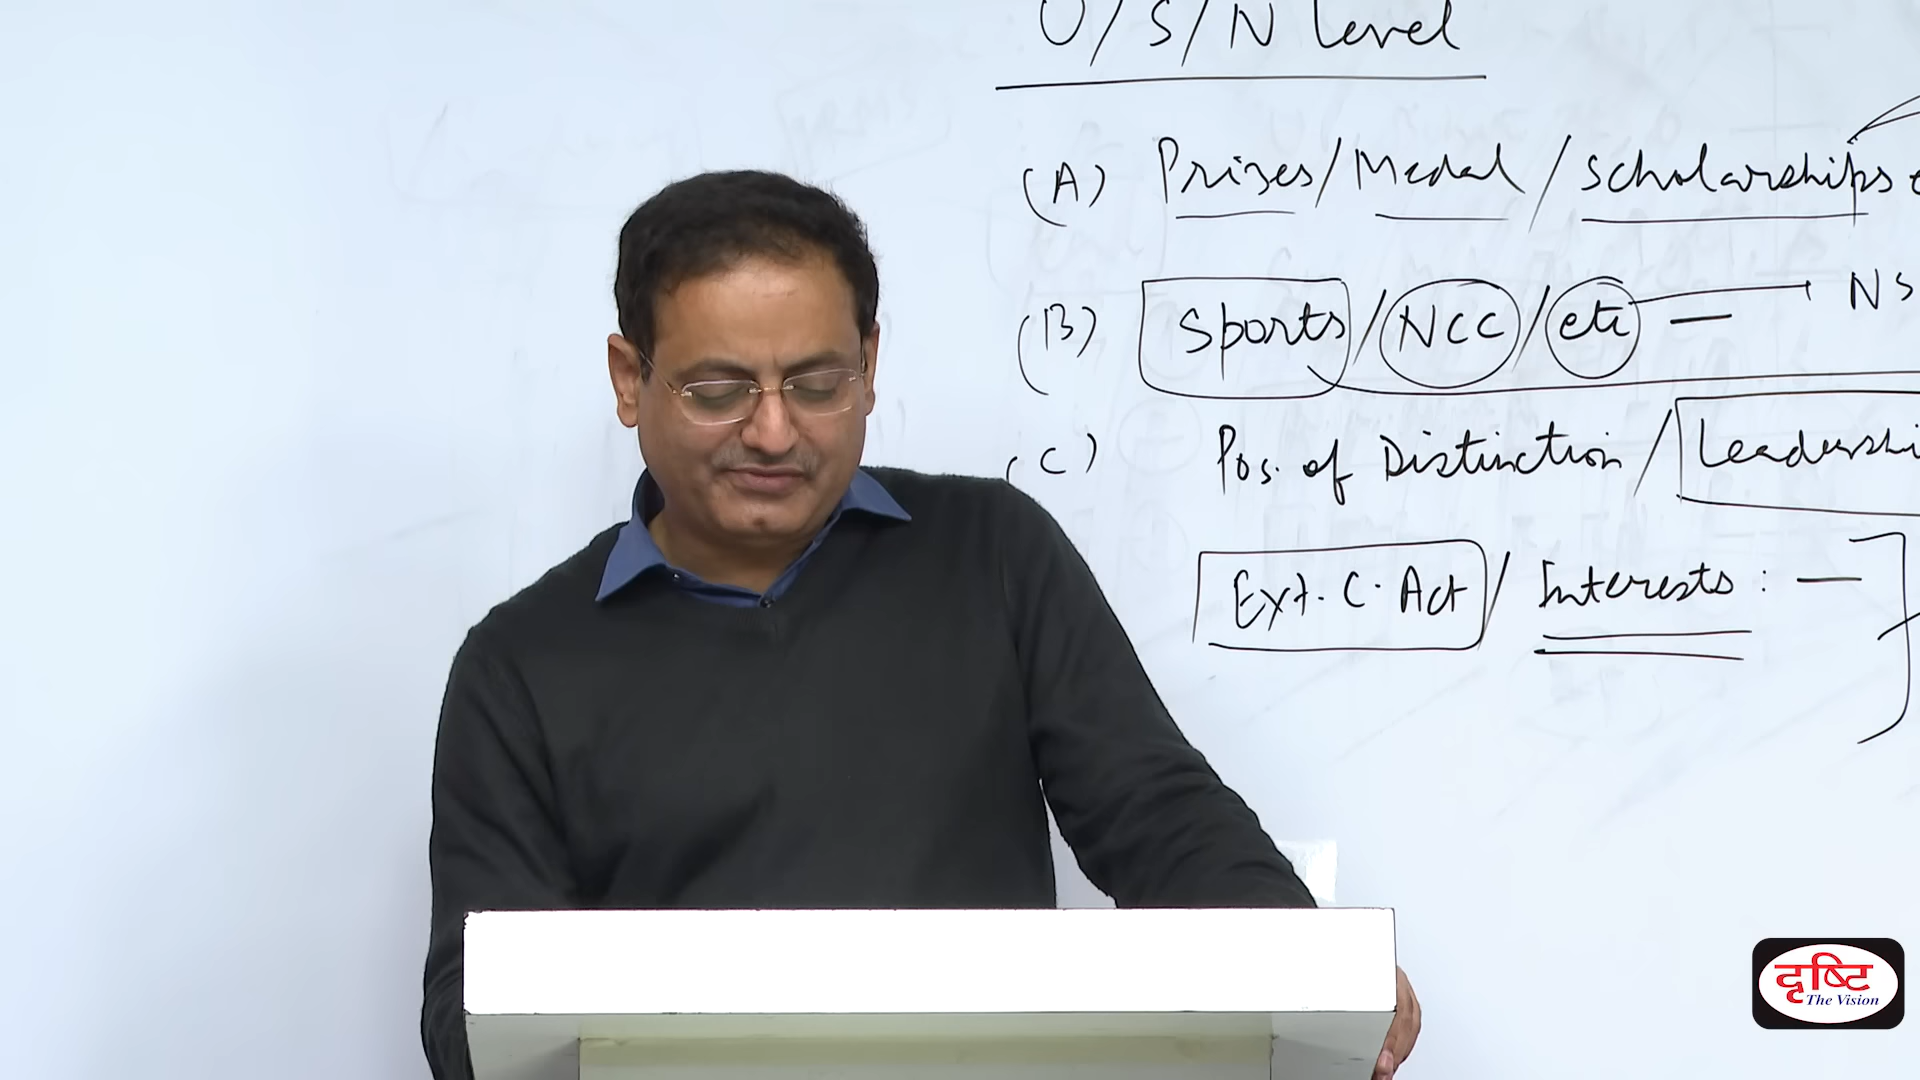 U/S/N level
(A) Prizes/Medal/Scholarships
(B) Sports/NCC/etc — NS
(C) Pos. of Distinction/Leadershi
Ext. C. Act/Interests: —
दृष्टि
The Vision